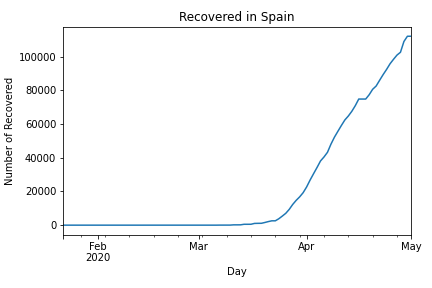 Recovered in Spain
Number of Recovered
100000
80000
60000
40000
20000
0
Feb
2020
Mar
Apr
May
Day